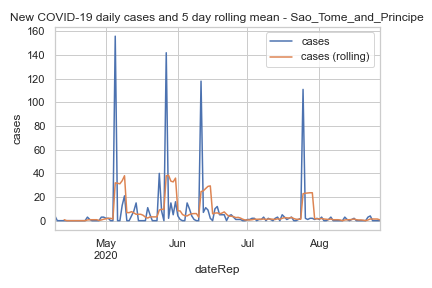 New COVID-19 daily cases and 5 day rolling mean - Sao_Tome_and_Principe
cases
cases (rolling)
160
140
120
100
80
60
40
20
0
cases
May
2020
Jun
Jul
Aug
dateRep